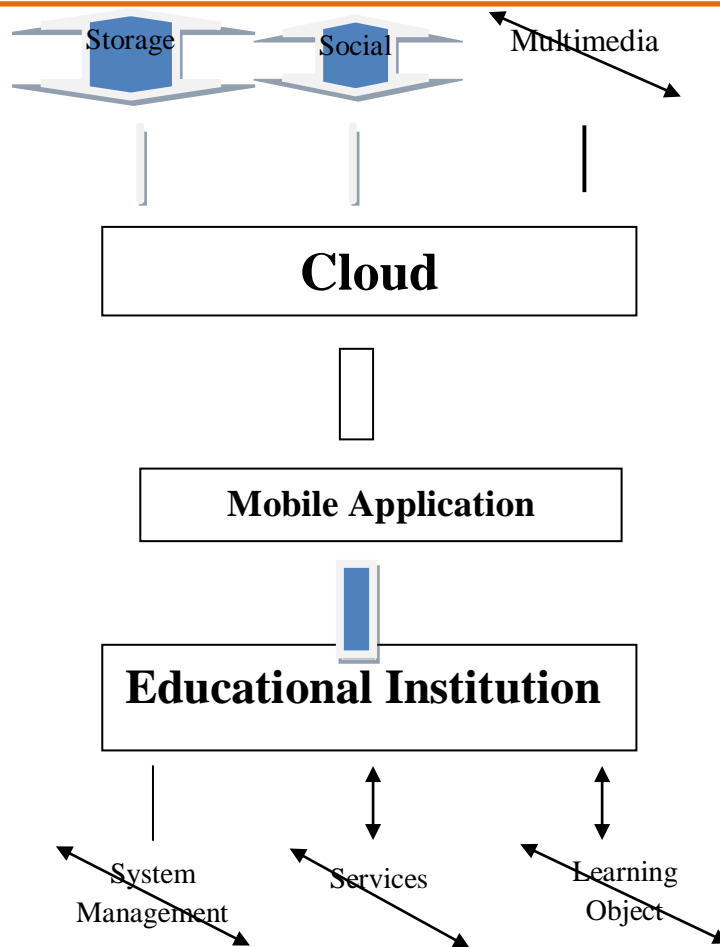 Storage Social Multimedia
Cloud
Mobile Application
Educational Institution
System
Management
Services
Learning
Object